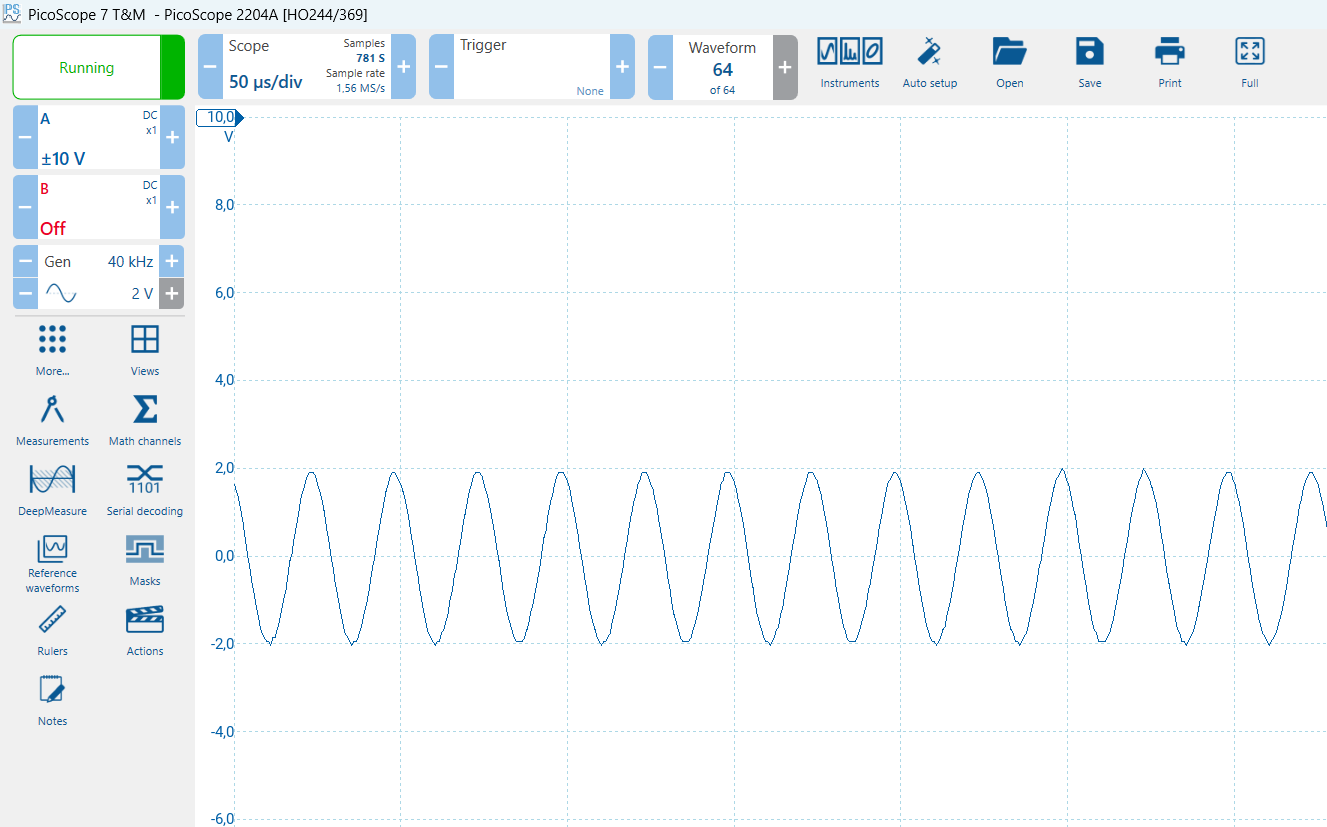 PS
PicoScope 7 T&M - PicoScope 2204A [HO244/369]
Running
Scope
50 µs/div
Samples
781 S
Sample rate
1,56 MS/s
Trigger
None
Waveform
64
of 64
Instruments
Auto setup
Open
Save
Print
Full
A
DC
x1
±10 V
B
DC
x1
Off
Gen 40 kHz
2 V
More...
Views
Measurements
Math channels
DeepMeasure
1101
Serial decoding
Reference
waveforms
Masks
Rulers
Actions
Notes
10,0
V
8,0
6,0
4,0
2,0
0,0
-2,0
-4,0
-6,0